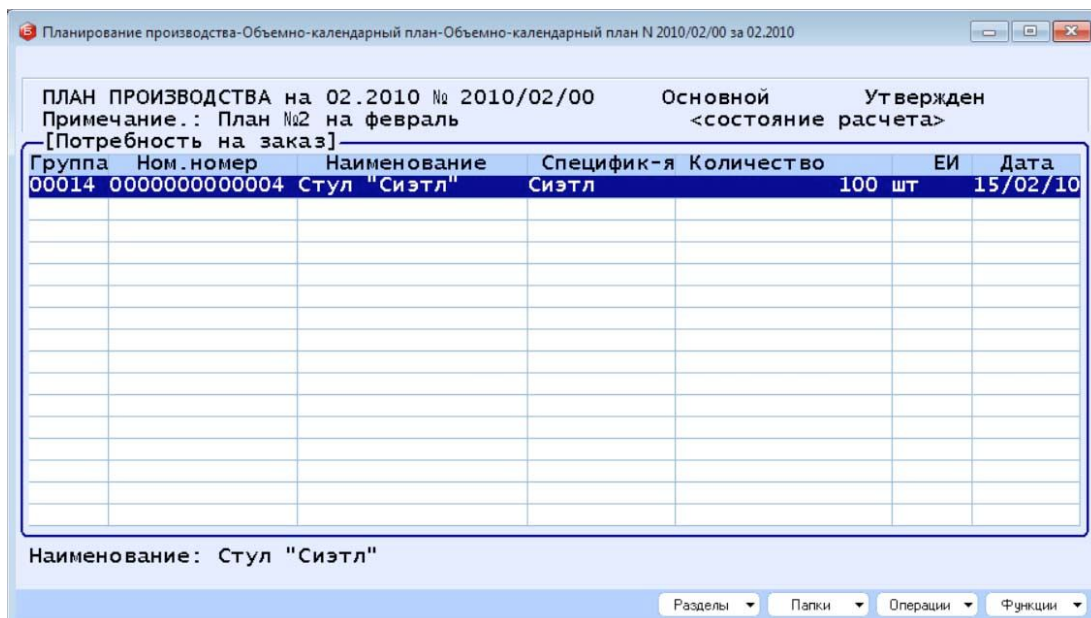 Планирование производства-Объемно-календарный план-Объемно-календарный план N 2010/02/00 за 02.2010
ПЛАН ПРОИЗВОДСТВА на 02.2010 № 2010/02/00 Основной Утвержден
Примечание.: План №2 на февраль <состояние расчета>
[Потребность на заказ]
Группа Ном.номер Наименование Специфик-я Количество ЕИ Дата
00014 0000000000004 Стул "Сиэтл" Сиэтл 100 шт 15/02/10
Наименование: Стул "Сиэтл"
Разделы Папки Операции Функции